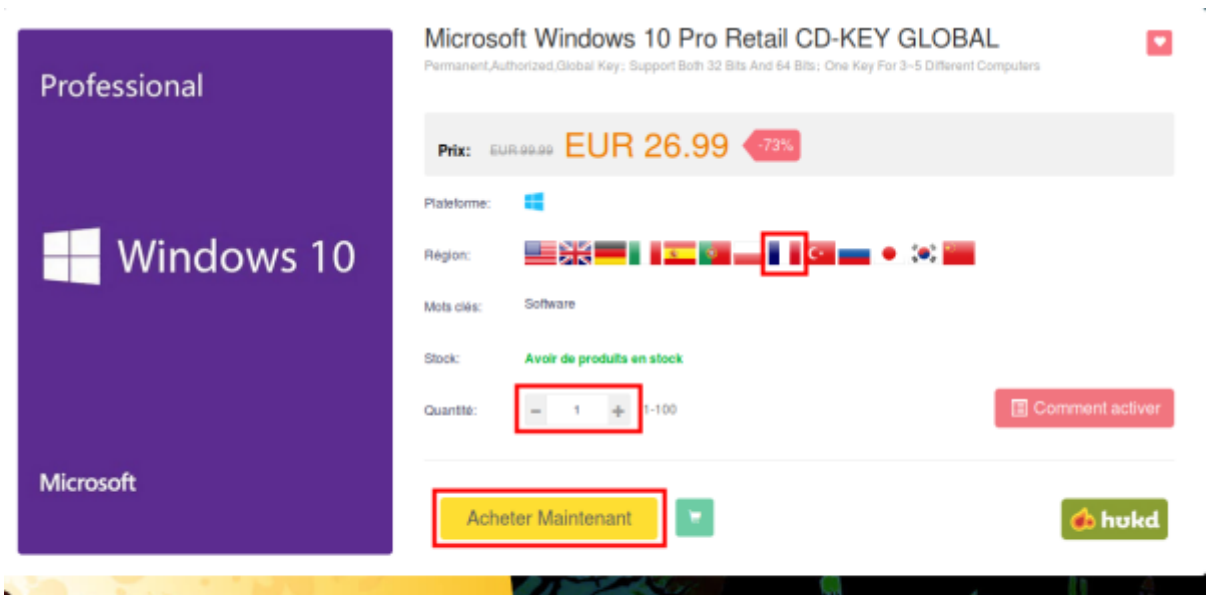 Professional
Windows 10
Microsoft
Microsoft Windows 10 Pro Retail CD-KEY GLOBAL
Permanent,Authorized,Global Key; Support Both 32 Bits And 64 Bits; One Key For 3~5 Different Computers
Prix: EUR 99.99 EUR 26.99 -73%
Plateforme:
Région:
Mots clés: Software
Stock: Avoir de produits en stock
Quantité: − 1 + 1-100
Comment activer
Acheter Maintenant
hukd